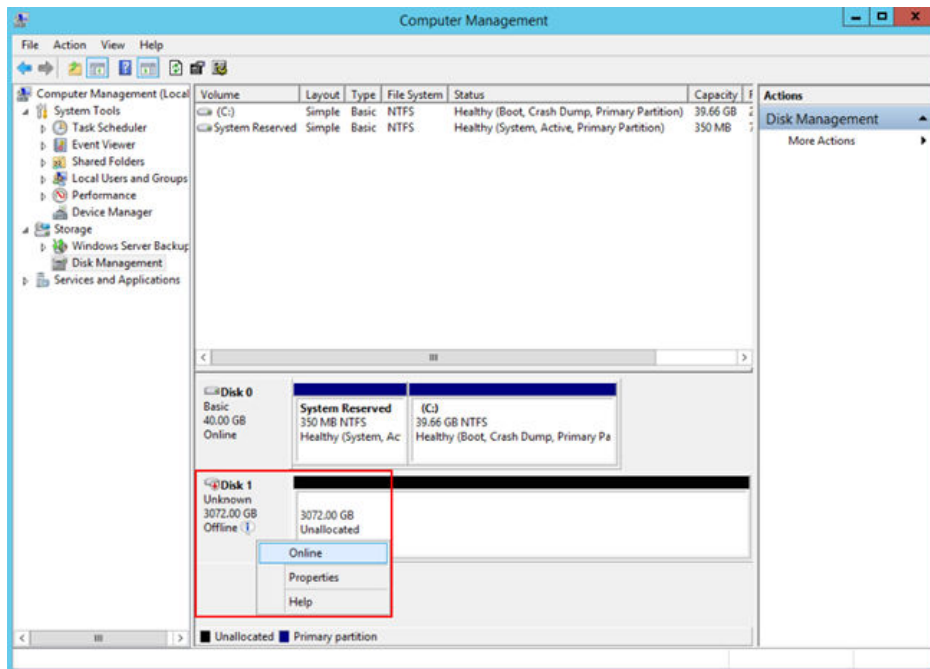 Computer Management
File Action View Help
Computer Management (Local
System Tools
Task Scheduler
Event Viewer
Shared Folders
Local Users and Groups
Performance
Device Manager
Storage
Windows Server Backup
Disk Management
Services and Applications
Volume Layout Type File System Status Capacity F
(C:) Simple Basic NTFS Healthy (Boot, Crash Dump, Primary Partition) 39.66 GB
System Reserved Simple Basic NTFS Healthy (System, Active, Primary Partition) 350 MB
Disk 0
Basic
40.00 GB
Online
System Reserved
350 MB NTFS
Healthy (System, Ac
(C:)
39.66 GB NTFS
Healthy (Boot, Crash Dump, Primary Pa
Disk 1
Unknown
3072.00 GB
Offline
3072.00 GB
Unallocated
Online
Properties
Help
Unallocated Primary partition
Actions
Disk Management
More Actions